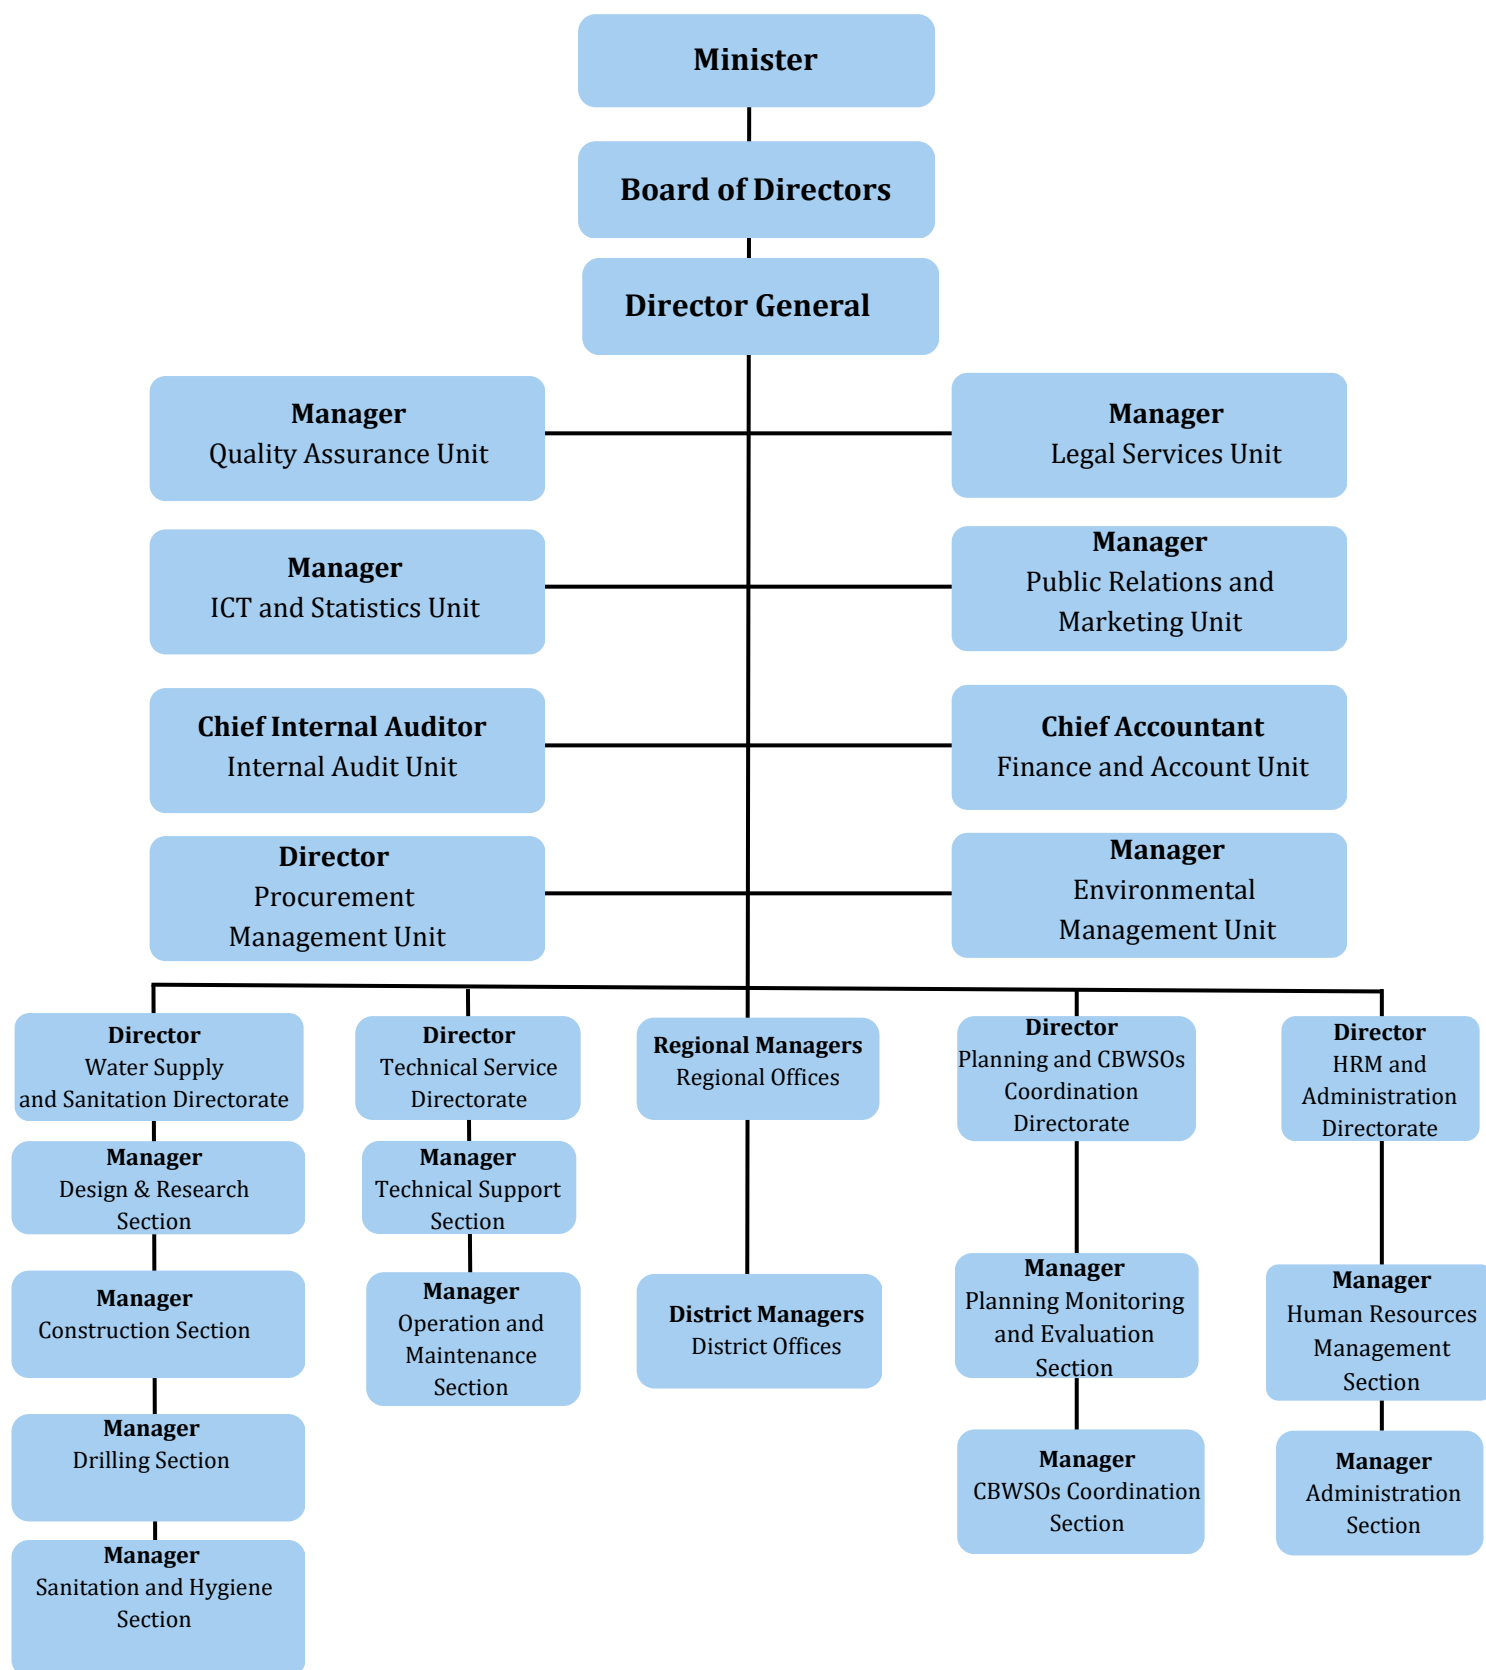 Minister
Board of Directors
Director General
Manager
Quality Assurance Unit
Manager
Legal Services Unit
Manager
ICT and Statistics Unit
Manager
Public Relations and
Marketing Unit
Chief Internal Auditor
Internal Audit Unit
Chief Accountant
Finance and Account Unit
Director
Procurement
Management Unit
Manager
Environmental
Management Unit
Director
Water Supply
and Sanitation Directorate
Director
Technical Service
Directorate
Regional Managers
Regional Offices
Director
Planning and CBWSOs
Coordination
Directorate
Director
HRM and
Administration
Directorate
Manager
Design & Research
Section
Manager
Technical Support
Section
Manager
Construction Section
Manager
Operation and
Maintenance
Section
District Managers
District Offices
Manager
Planning Monitoring
and Evaluation
Section
Manager
Human Resources
Management
Section
Manager
Drilling Section
Manager
CBWSOs Coordination
Section
Manager
Administration
Section
Manager
Sanitation and Hygiene
Section